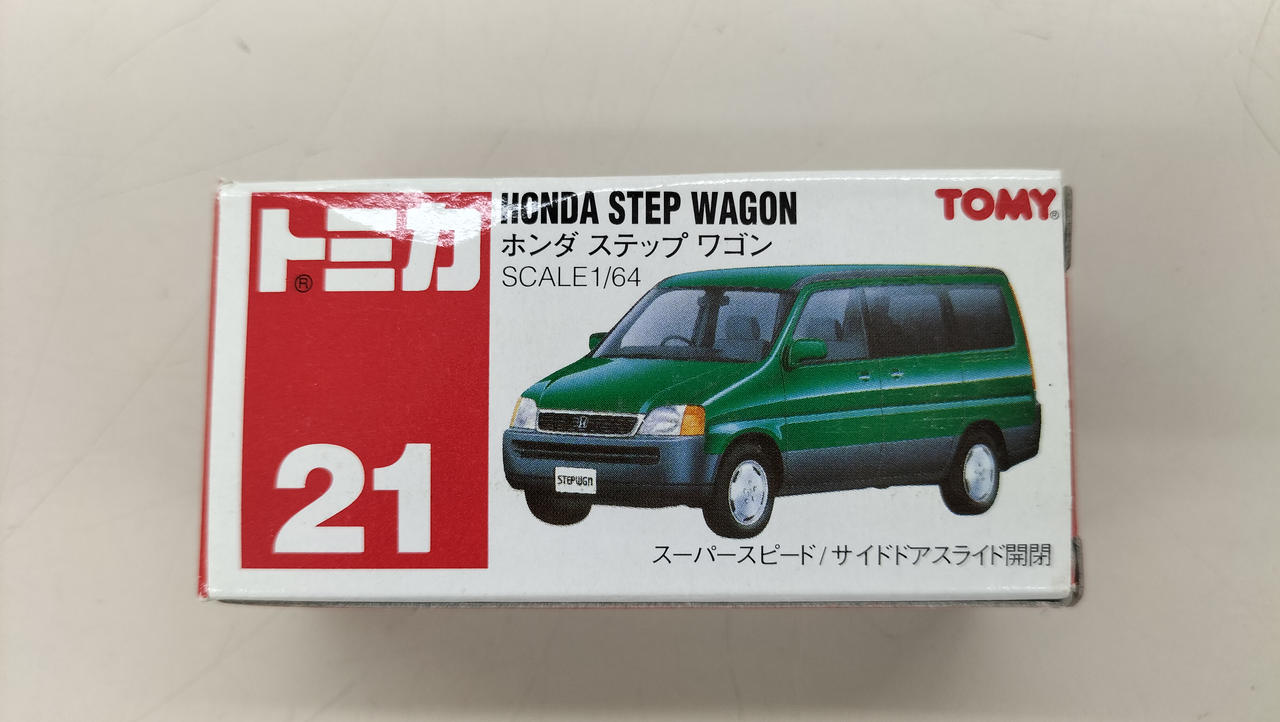 トミカ
®
21
HONDA STEP WAGON
ホンダ ステップ ワゴン
SCALE1/64
TOMY®
STEPWGN
スーパースピード/サイドドアスライド開閉